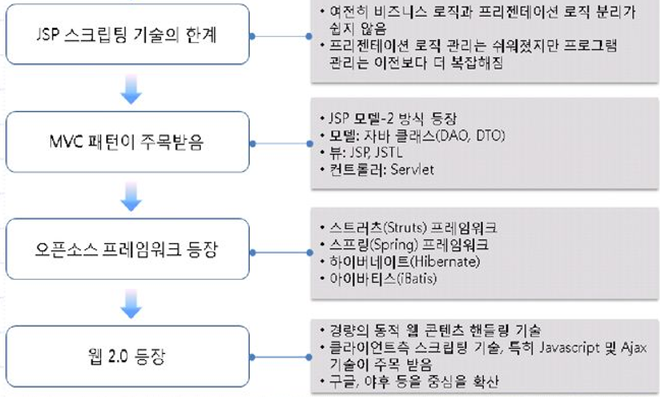 JSP 스크립팅 기술의 한계
• 여전히 비즈니스 로직과 프리젠테이션 로직 분리가
쉽지 않음
• 프리젠테이션 로직 관리는 쉬워졌지만 프로그램
관리는 이전보다 더 복잡해짐
MVC 패턴이 주목받음
• JSP 모델-2 방식 등장
• 모델: 자바 클래스(DAO, DTO)
• 뷰: JSP, JSTL
• 컨트롤러: Servlet
오픈소스 프레임워크 등장
• 스트러츠(Struts) 프레임워크
• 스프링(Spring) 프레임워크
• 하이버네이트(Hibernate)
• 아이바티스(iBatis)
웹 2.0 등장
• 경량의 동적 웹 콘텐츠 핸들링 기술
• 클라이언트측 스크립팅 기술, 특히 Javascript 및 Ajax
기술이 주목 받음
• 구글, 야후 등을 중심을 확산